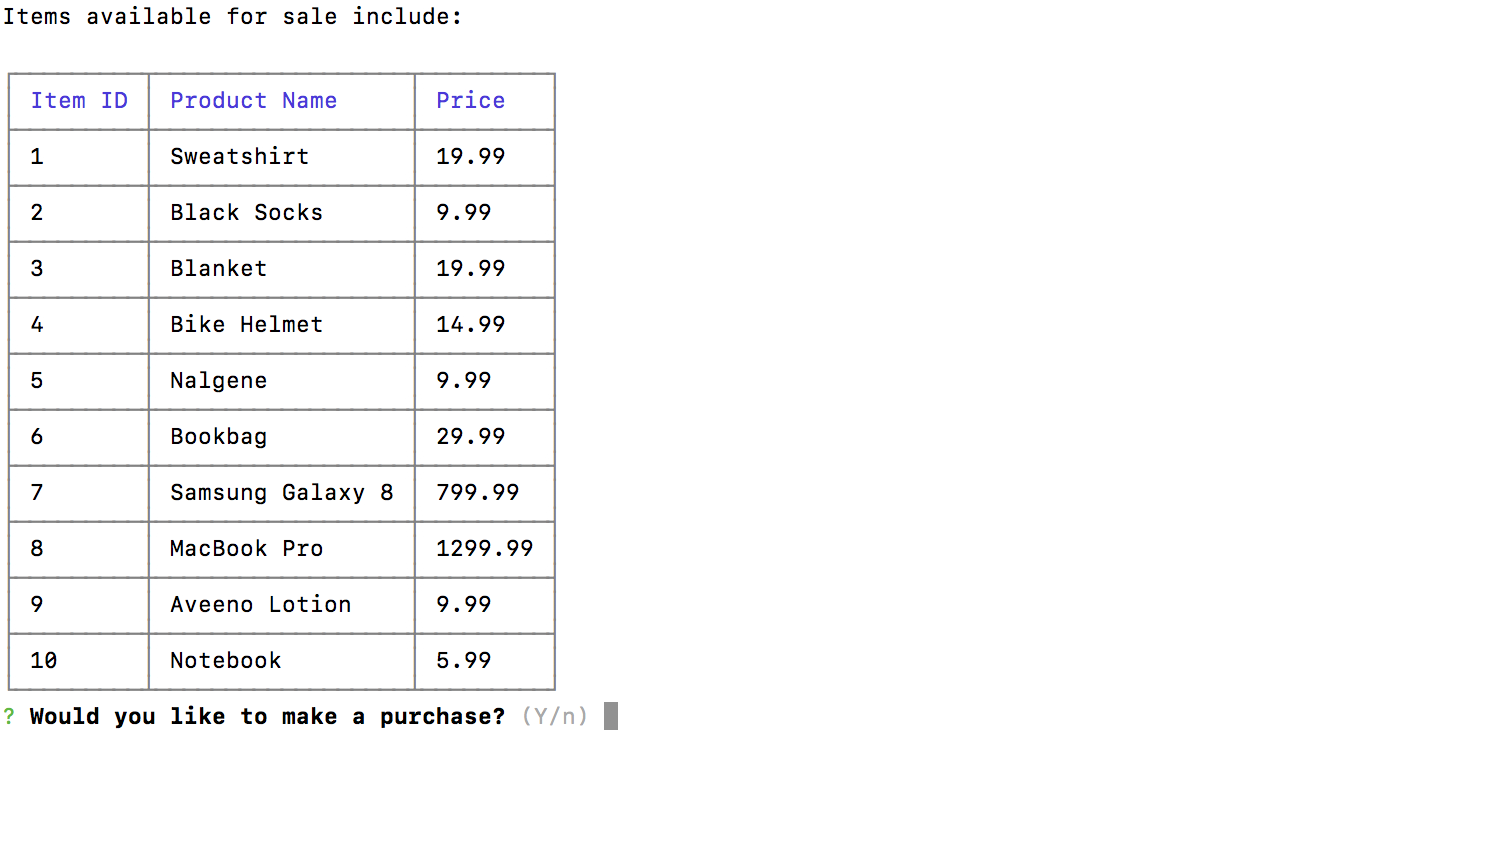 Items available for sale include:
Item ID Product Name Price
1 Sweatshirt 19.99
2 Black Socks 9.99
3 Blanket 19.99
4 Bike Helmet 14.99
5 Nalgene 9.99
6 Bookbag 29.99
7 Samsung Galaxy 8 799.99
8 MacBook Pro 1299.99
9 Aveeno Lotion 9.99
10 Notebook 5.99
? Would you like to make a purchase? (Y/n)